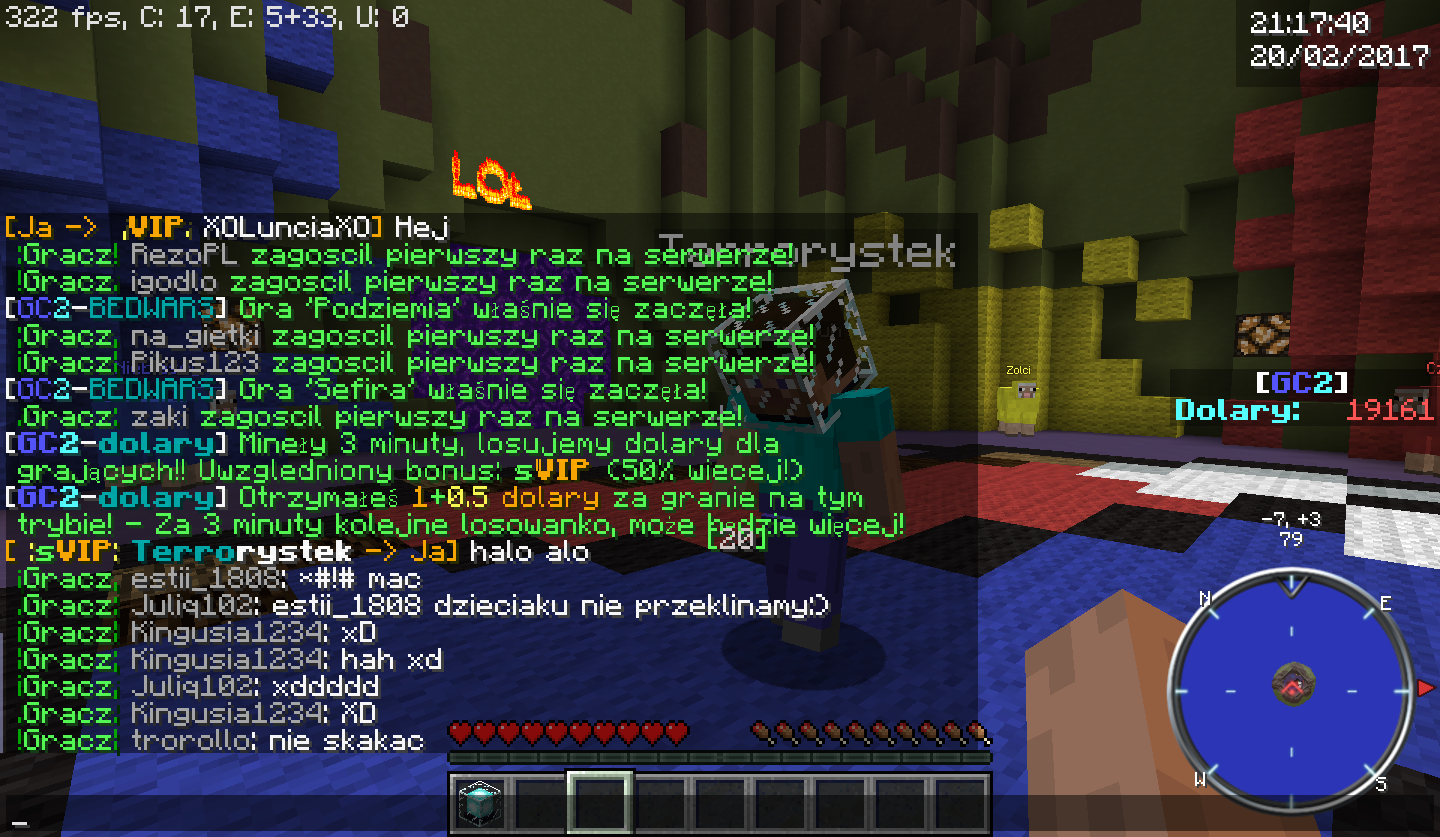 322 fps, C: 17, E: 5+33, U: 0
21:17:40
20/02/2017
LOL
[Ja -> VIP XOLunciaXO] Hej
Gracz RezoPL zagoscil pierwszy raz na serwerze!
Terrorystek
Gracz igodlo zagoscil pierwszy raz na serwerze!
[GC2-BEDWARS] Gra 'Podziemia' właśnie się zaczęła!
Gracz na_gietki zagoscil pierwszy raz na serwerze!
Gracz Pikus123 zagoscil pierwszy raz na serwerze!
[GC2-BEDWARS] Gra 'Sefira' właśnie się zaczęła!
Gracz zaki zagoscil pierwszy raz na serwerze!
[GC2-dolary] Mineły 3 minuty, losujemy dolary dla
grających!! Uwzgledniony bonus: sVIP (50% wiecej!)
[GC2-dolary] Otrzymałeś 1+0.5 dolary za granie na tym
trybie! - Za 3 minuty kolejne losowanko, może będzie więcej!
[20]
[ sVIP Terrorystek -> Ja] halo alo
Gracz estii_1808: *#!# mac
Gracz Juliq102: estii_1808 dzieciaku nie przeklinamy:)
Gracz Kingusia1234: xD
Gracz Kingusia1234: hah xd
Gracz Juliq102: xddddd
Gracz Kingusia1234: XD
Gracz trorollo: nie skakac
_
Zolci
[GC2]
Dolary: 19161
-7, +3
79
N
E
W
S